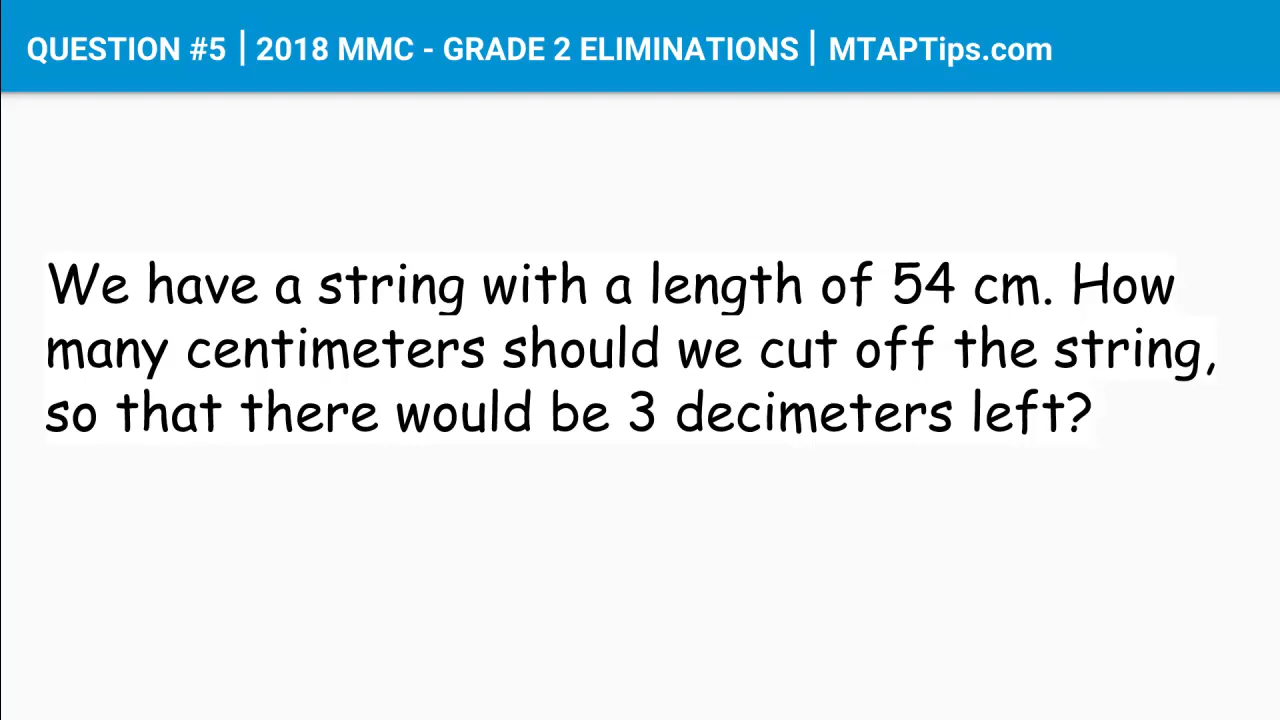 QUESTION #5 | 2018 MMC - GRADE 2 ELIMINATIONS | MTAPTips.com
We have a string with a length of 54 cm. How
many centimeters should we cut off the string,
so that there would be 3 decimeters left?